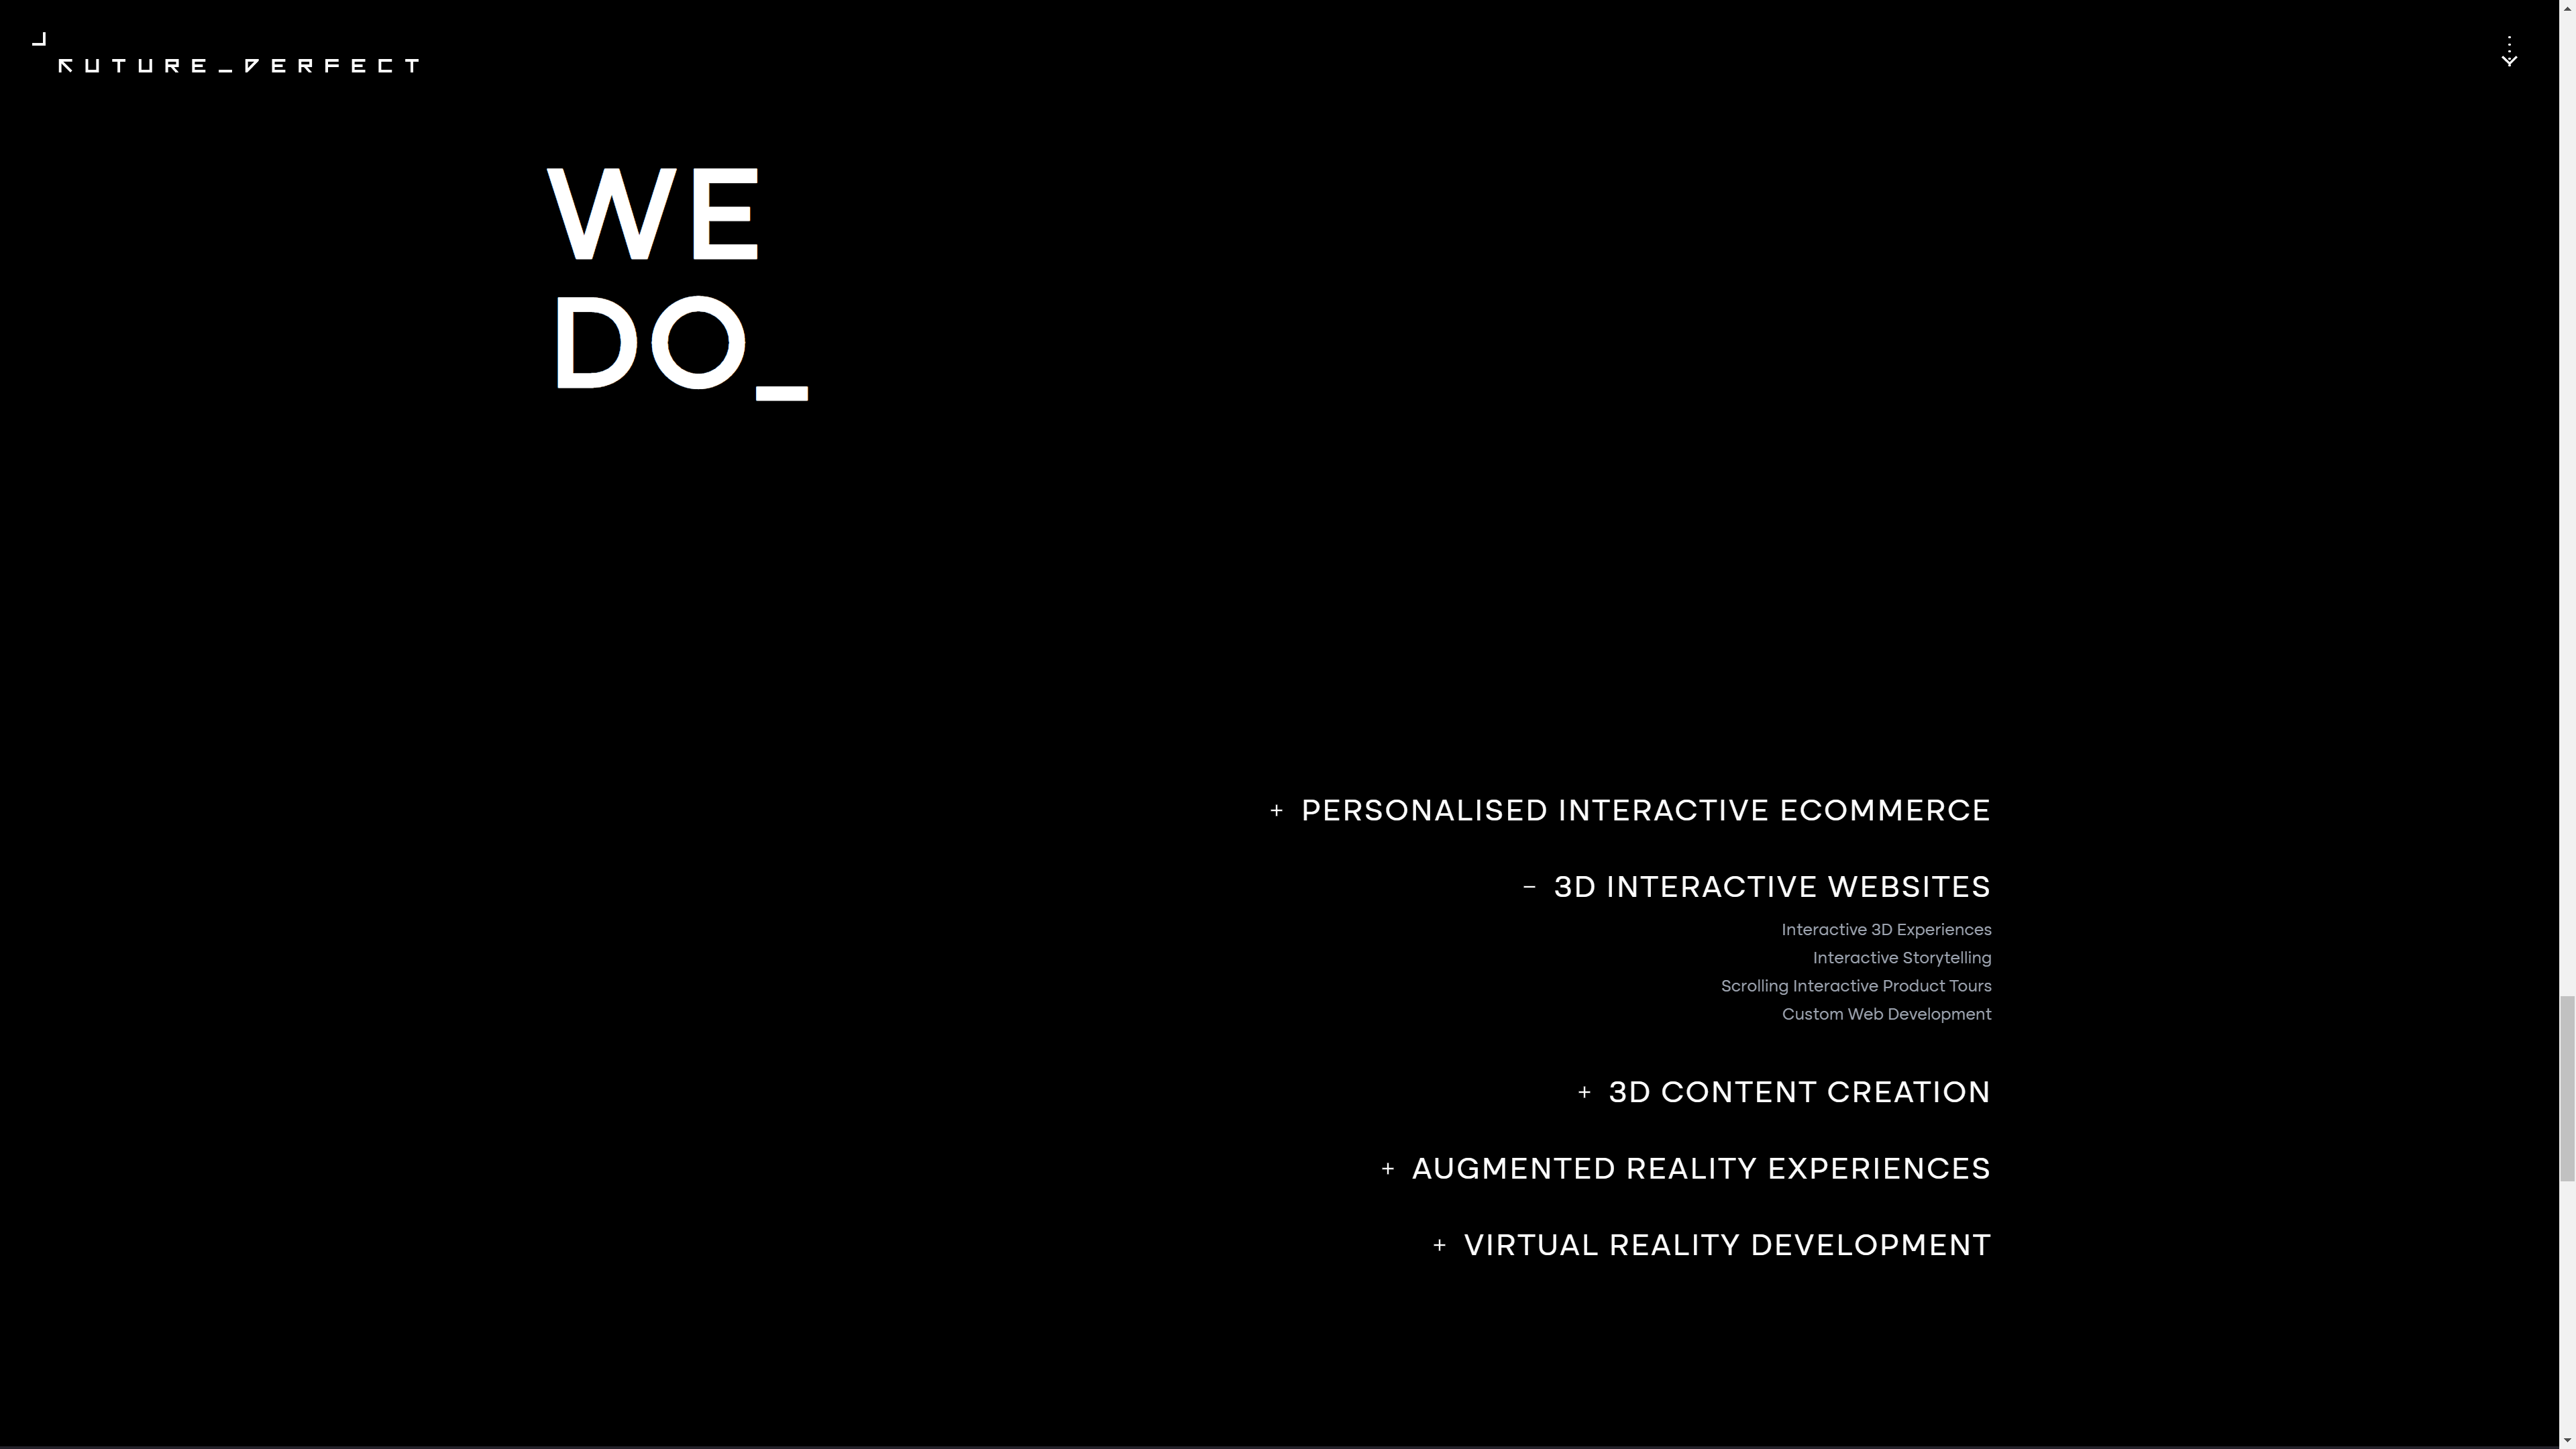 FUTURE_PERFECT
WE
DO_
+ PERSONALISED INTERACTIVE ECOMMERCE
– 3D INTERACTIVE WEBSITES
Interactive 3D Experiences
Interactive Storytelling
Scrolling Interactive Product Tours
Custom Web Development
+ 3D CONTENT CREATION
+ AUGMENTED REALITY EXPERIENCES
+ VIRTUAL REALITY DEVELOPMENT